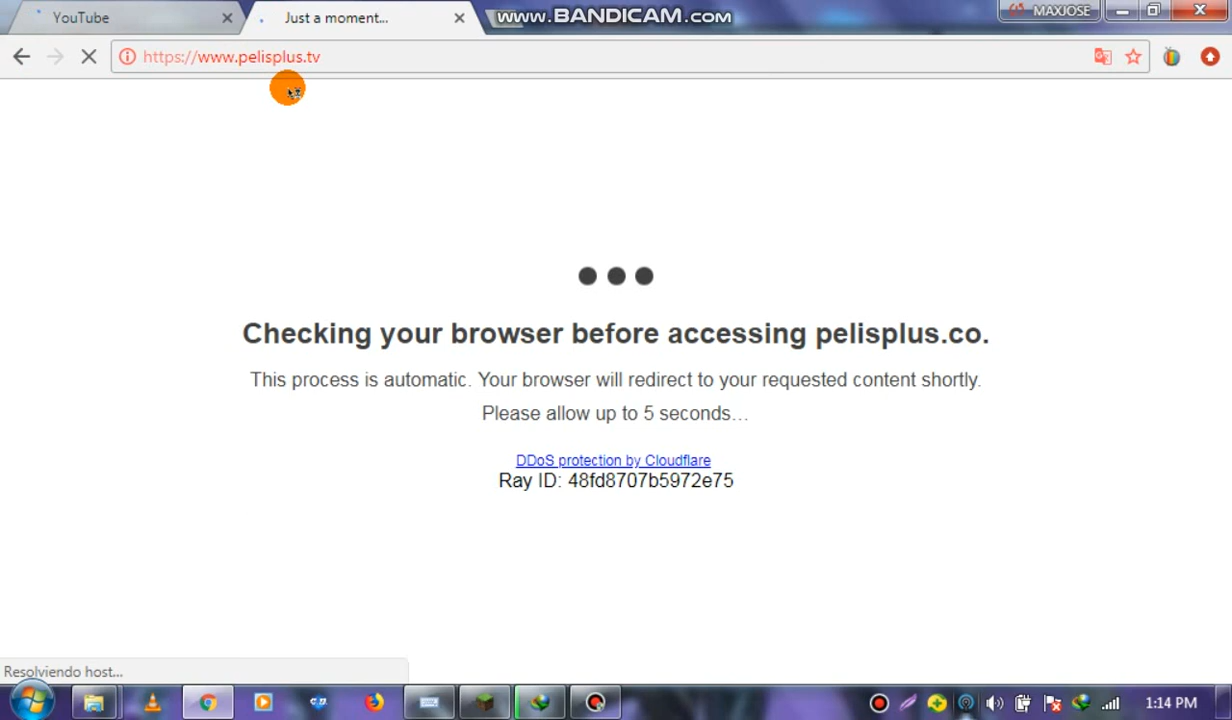 YouTube
Just a moment...
www.BANDICAM.com
MAXJOSE
https://www.pelisplus.tv
Checking your browser before accessing pelisplus.co.
This process is automatic. Your browser will redirect to your requested content shortly.
Please allow up to 5 seconds…
DDoS protection by Cloudflare
Ray ID: 48fd8707b5972e75
Resolviendo host...
1:14 PM